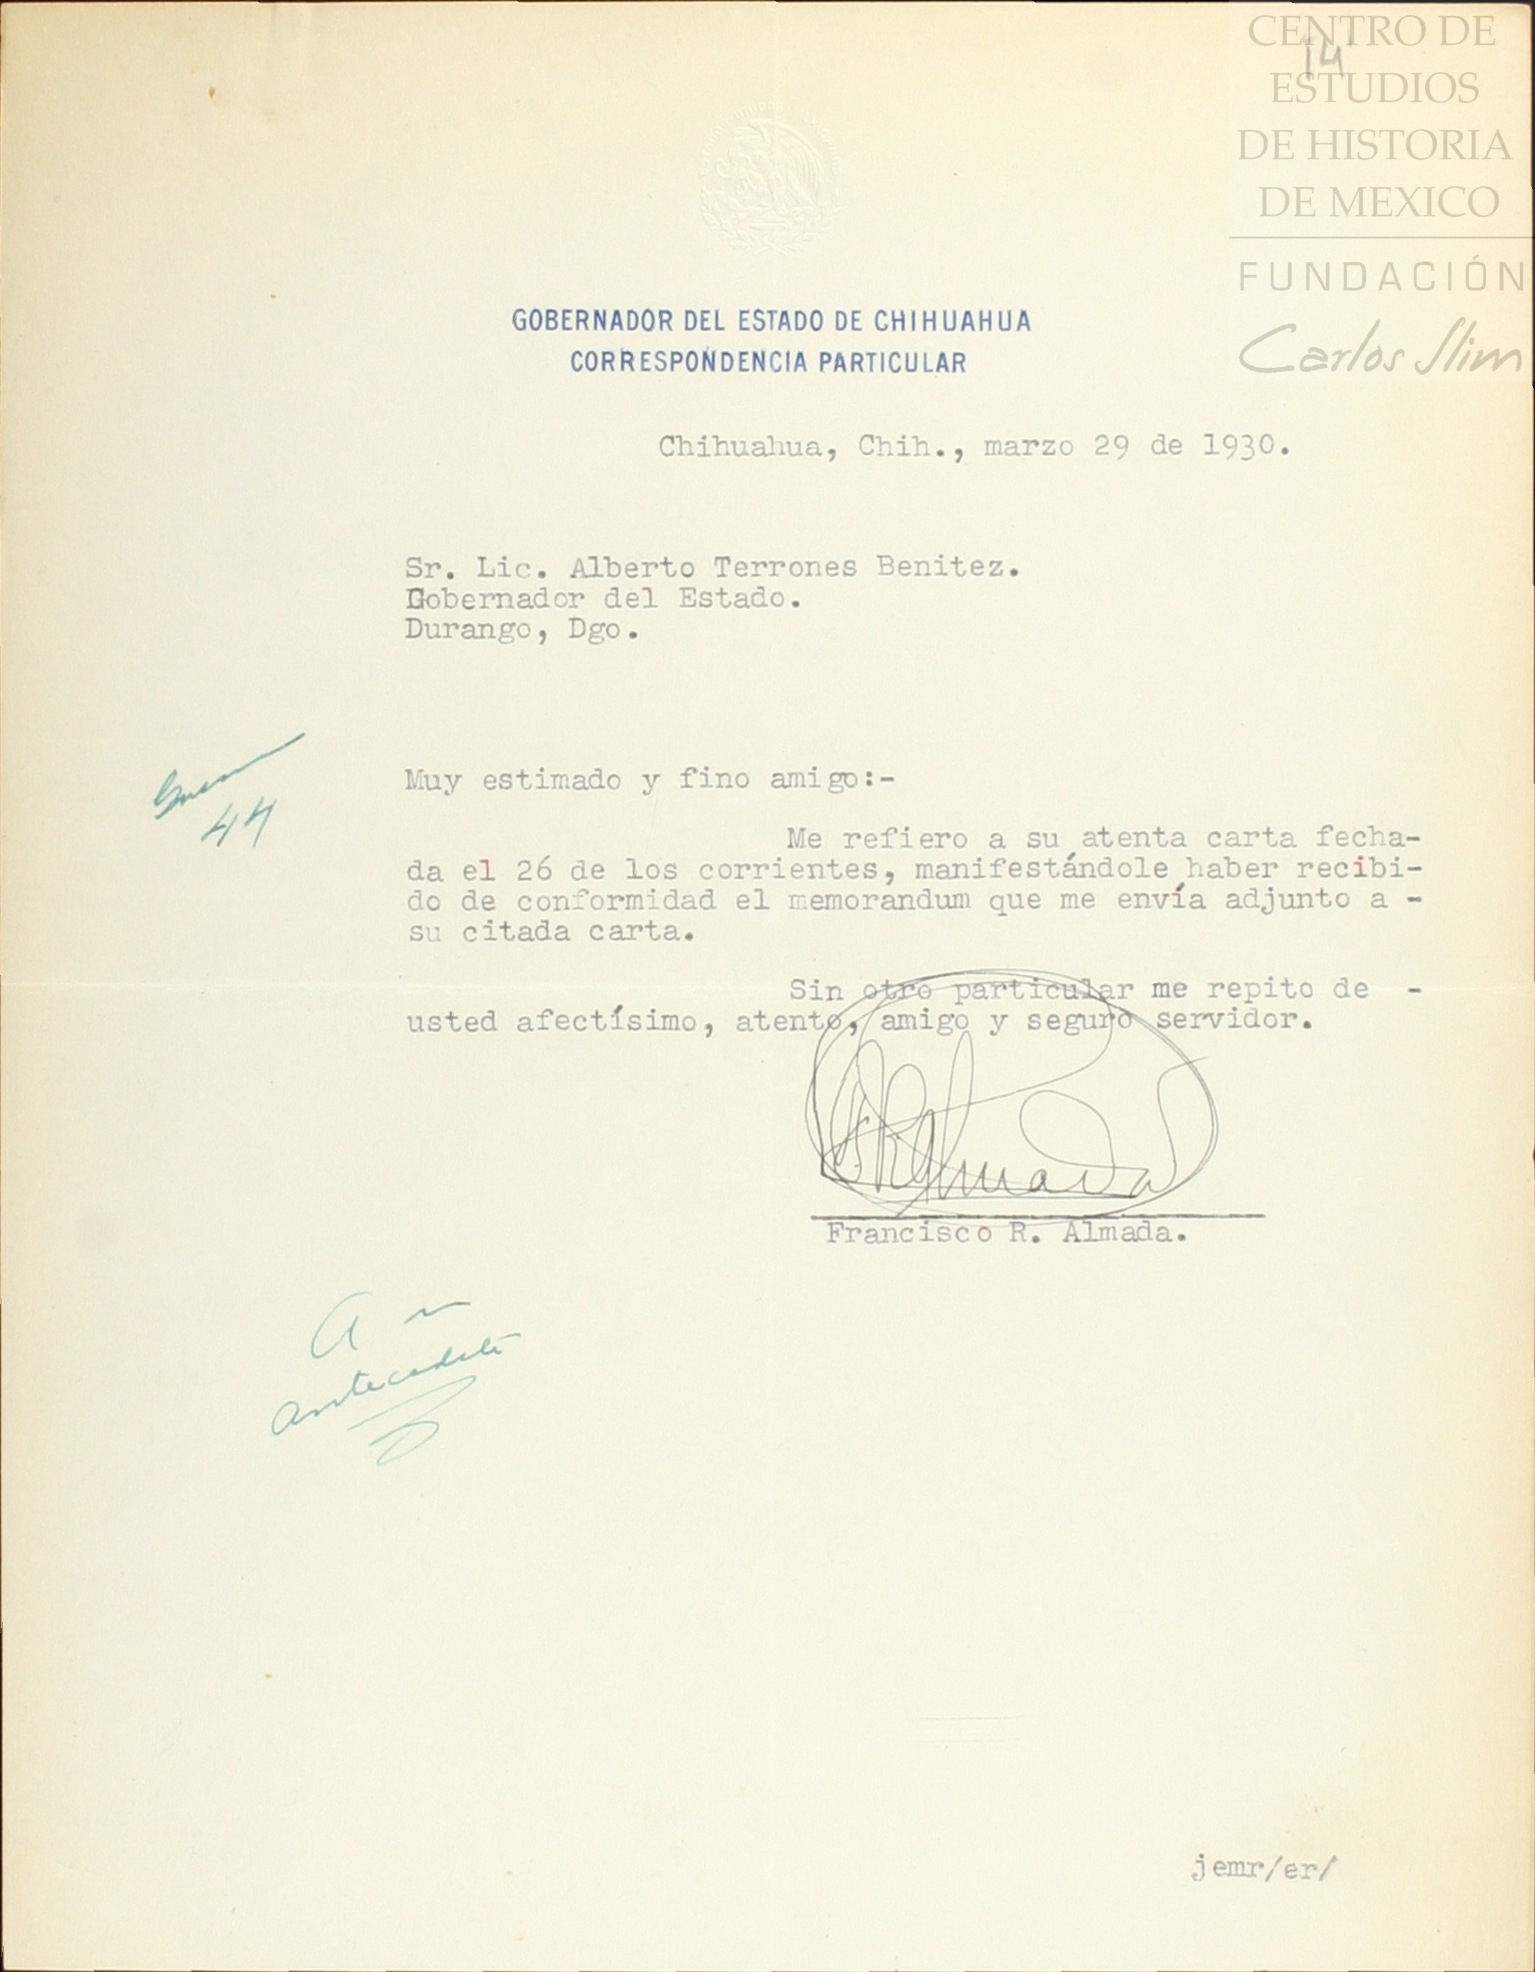 CENTRO DE
ESTUDIOS
DE HISTORIA
DE MEXICO
FUNDACIÓN
Carlos Slim
14
GOBERNADOR DEL ESTADO DE CHIHUAHUA
CORRESPONDENCIA PARTICULAR
Chihuahua, Chih., marzo 29 de 1930.
Sr. Lic. Alberto Terrones Benitez.
Gobernador del Estado.
Durango, Dgo.
44
Muy estimado y fino amigo:-
Me refiero a su atenta carta fecha-
da el 26 de los corrientes, manifestándole haber recibi-
do de conformidad el memorandum que me envía adjunto a -
su citada carta.
Sin otro particular me repito de -
usted afectísimo, atento, amigo y seguro servidor.
Francisco R. Almada.
jemr/er/